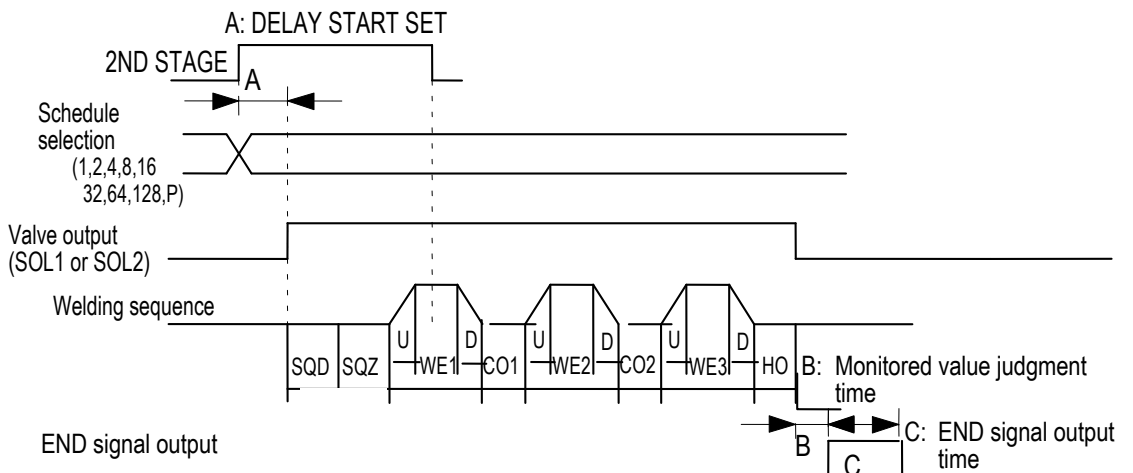 A: DELAY START SET
2ND STAGE
A
Schedule
selection
(1,2,4,8,16
32,64,128,P)
Valve output
(SOL1 or SOL2)
Welding sequence
U D U D U D
SQD SQZ WE1 CO1 WE2 CO2 WE3 HO
B: Monitored value judgment
time
END signal output
B
C
C: END signal output
time